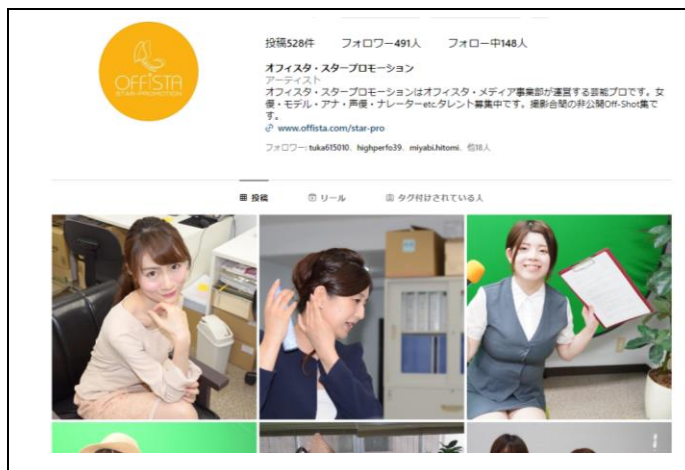 OFFiSTA
STAR-PROMOTION
投稿528件 フォロワー491人 フォロー中148人
オフィスタ・スタープロモーション
アーティスト
オフィスタ・スタープロモーションはオフィスタ・メディア事業部が運営する芸能プロです。女
優・モデル・アナ・声優・ナレーターetc.タレント募集中です。撮影合間の非公開Off-Shot集で
す。
www.offista.com/star-pro
フォロワー: tuka615010、highperfo39、miyabi.hitomi、他18人
投稿 リール タグ付けされている人